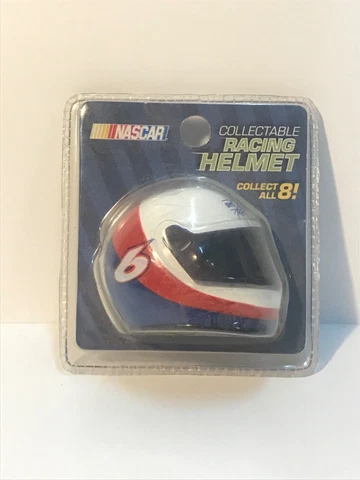 NASCAR
COLLECTABLE
RACING
HELMET
COLLECT
ALL 8!
6